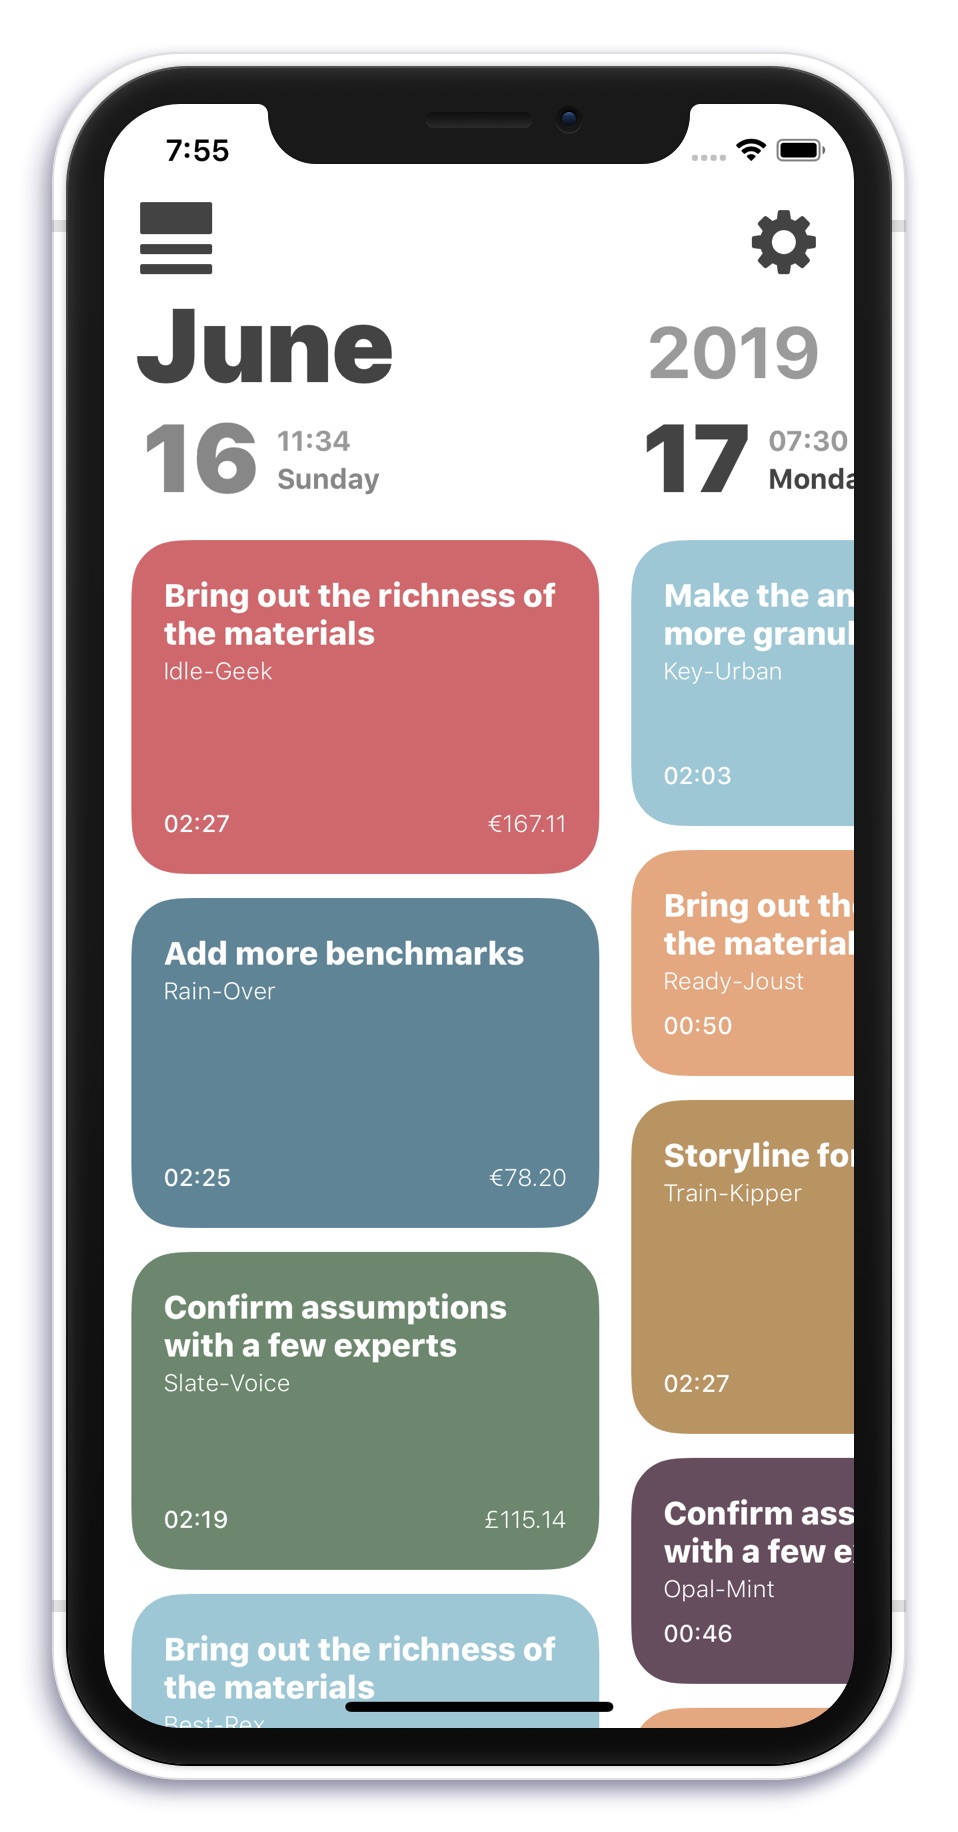 7:55
June
2019
16
11:34
Sunday
17
07:30
Bring out the richness of
the materials
Idle-Geek
02:27
€167.11
Add more benchmarks
Rain-Over
02:25
€78.20
Confirm assumptions
with a few experts
Slate-Voice
02:19
£115.14
Bring out the richness of
the materials
Best-Rex
Make the an
more granul
Key-Urban
02:03
Bring out the
the material
Ready-Joust
00:50
Storyline for
Train-Kipper
02:27
Confirm ass
with a few e
Opal-Mint
00:46